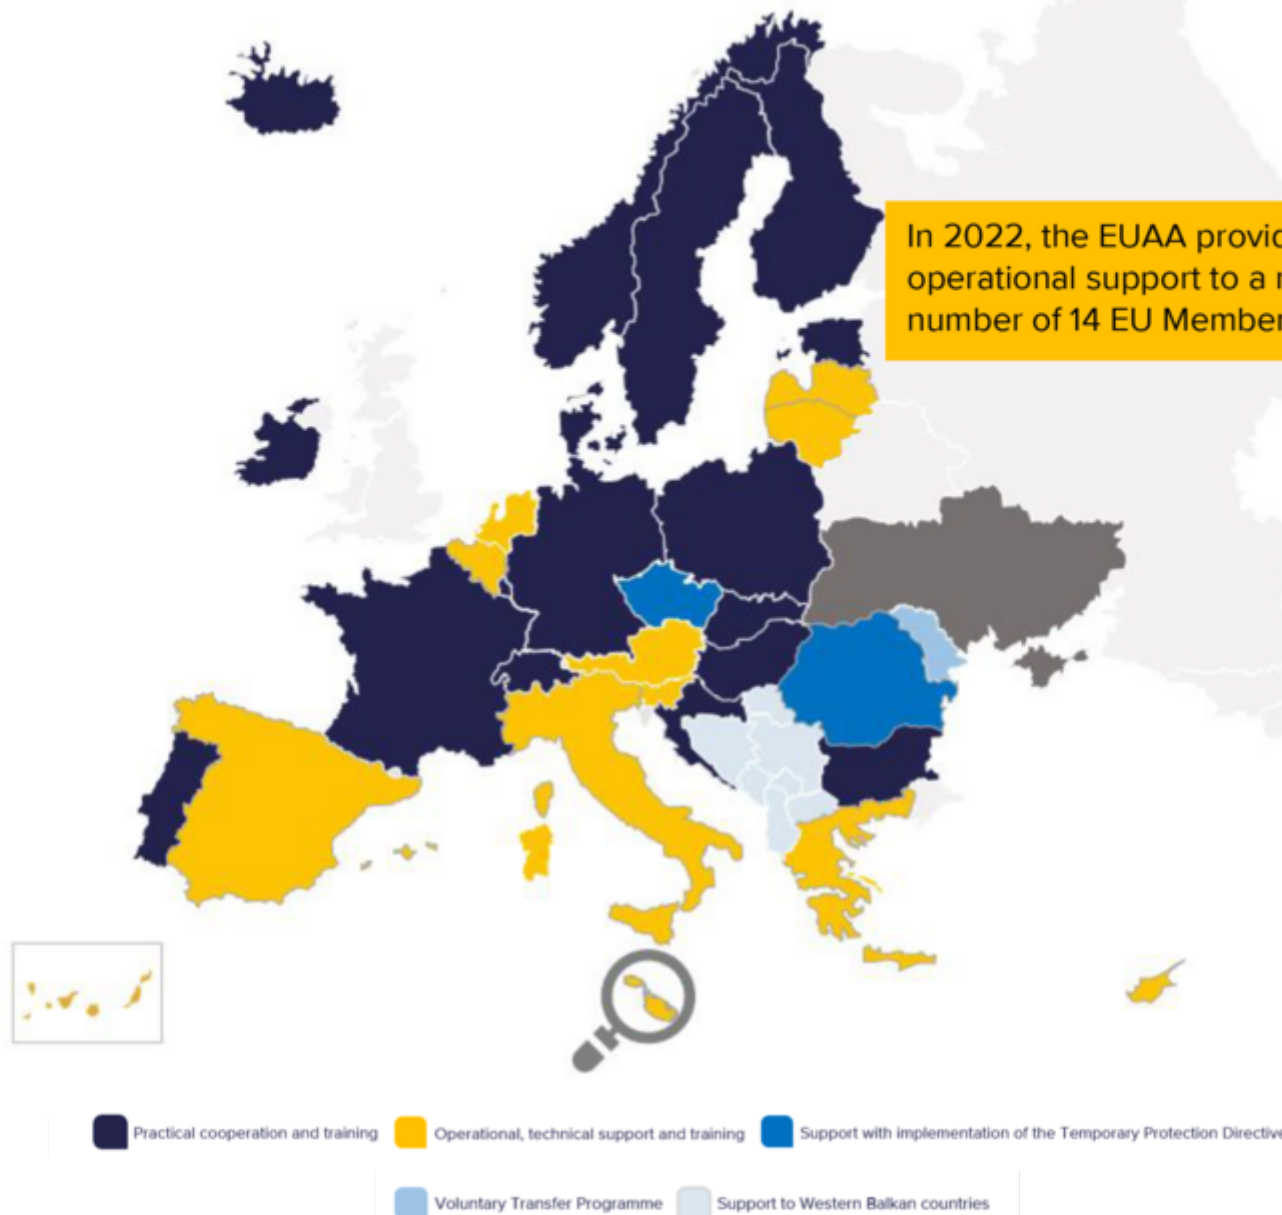 In 2022, the EUAA
operational support to a
number of 14 EU Member
Practical cooperation and training
Operational, technical support and training
Support with implementation of the Temporary Protection Directive
Voluntary Transfer Programme
Support to Western Balkan countries